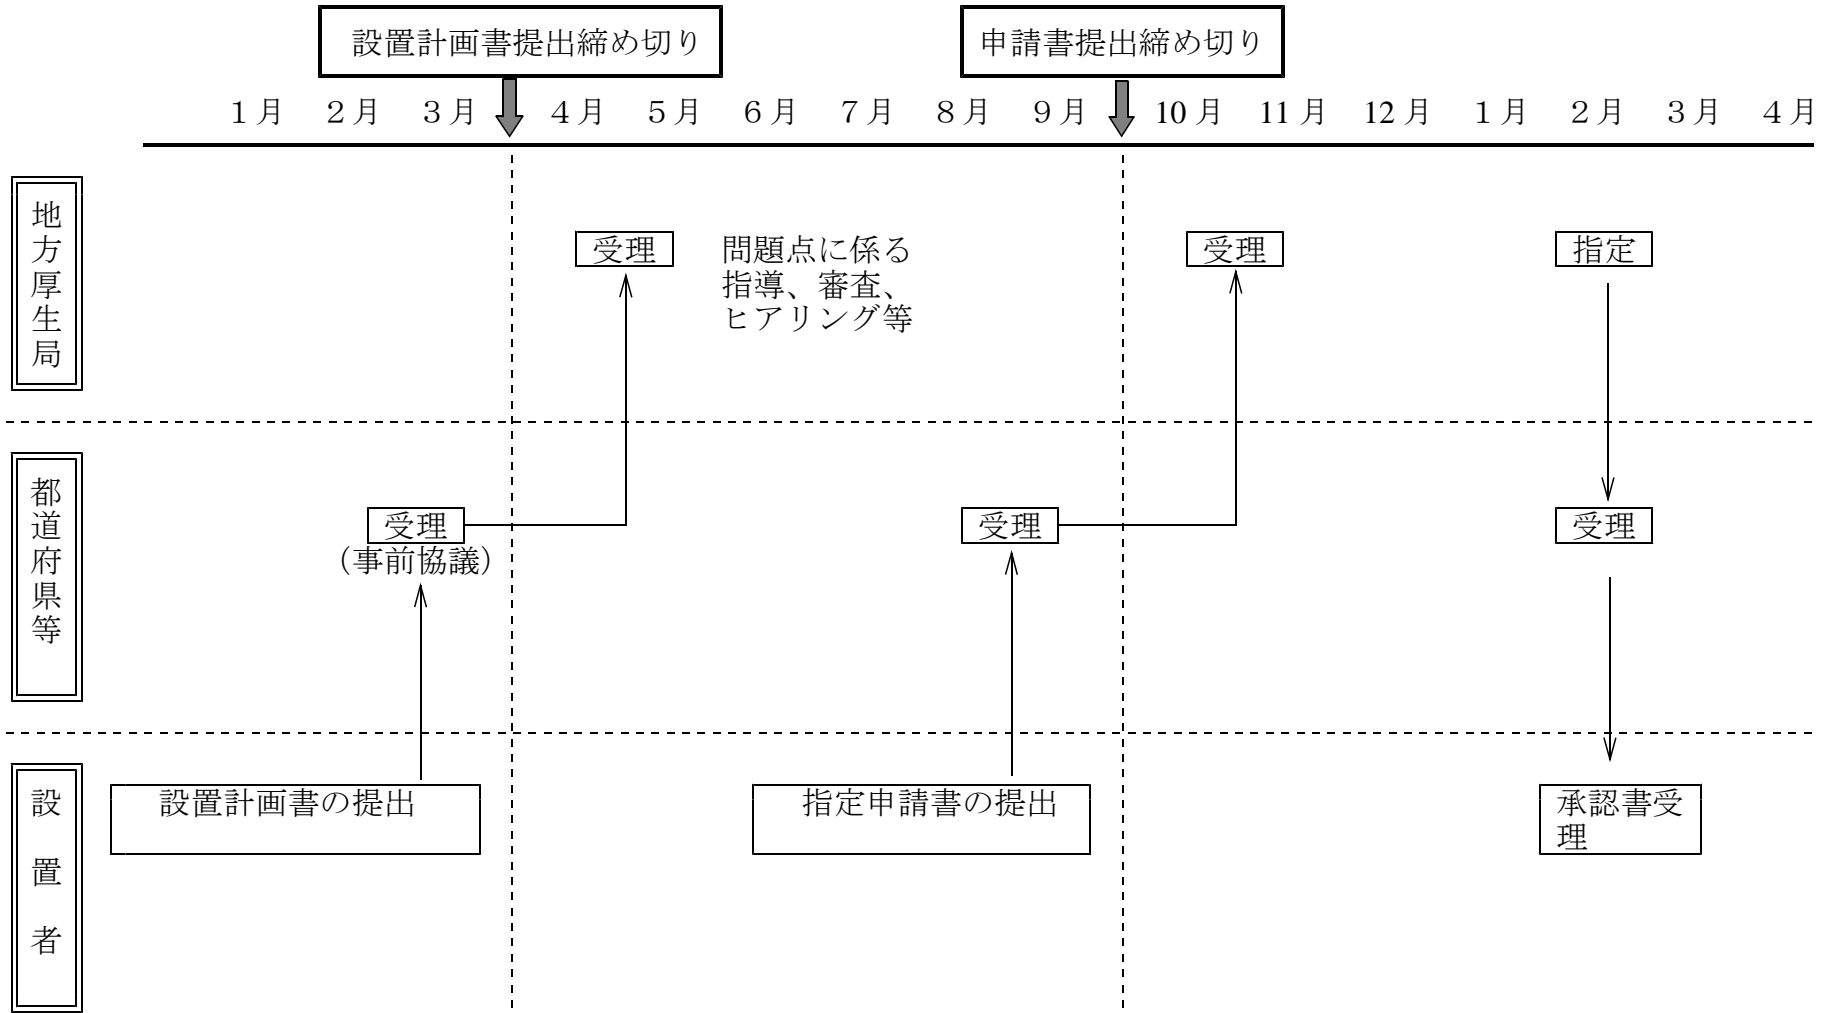 設置計画書提出締め切り
申請書提出締め切り
１月 ２月 ３月 ４月 ５月 ６月 ７月 ８月 ９月 10月 11月 12月 １月 ２月 ３月 ４月
地方厚生局
受理
問題点に係る
指導、審査、
ヒアリング等
受理
指定
都道府県等
受理
（事前協議）
受理
受理
設置者
設置計画書の提出
指定申請書の提出
承認書受
理